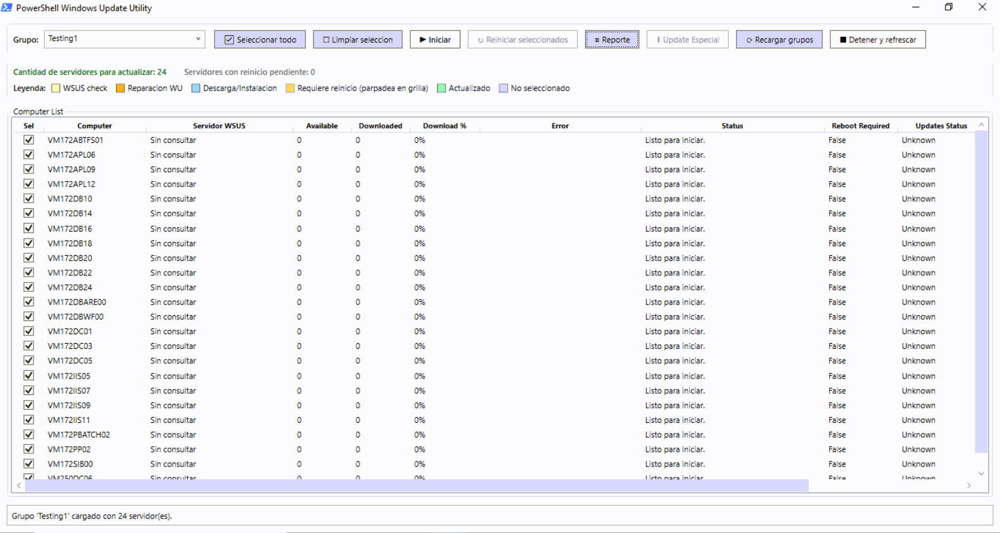 PowerShell Windows Update Utility
Grupo: Testing1 Seleccionar todo Limpiar seleccion Iniciar Reiniciar seleccionados Reporte Update Especial Recargar grupos Detener y refrescar
Cantidad de servidores para actualizar: 24 Servidores con reinicio pendiente: 0
Leyenda: WSUS check Reparacion WU Descarga/Instalacion Requiere reinicio (parpadea en grilla) Actualizado No seleccionado
Computer List
Sel Computer Servidor WSUS Available Downloaded Download % Error Status Reboot Required Updates Status
VM172ABTFS01 Sin consultar 0 0 0% Listo para iniciar. False Unknown
VM172APL06 Sin consultar 0 0 0% Listo para iniciar. False Unknown
VM172APL09 Sin consultar 0 0 0% Listo para iniciar. False Unknown
VM172APL12 Sin consultar 0 0 0% Listo para iniciar. False Unknown
VM172DB10 Sin consultar 0 0 0% Listo para iniciar. False Unknown
VM172DB14 Sin consultar 0 0 0% Listo para iniciar. False Unknown
VM172DB16 Sin consultar 0 0 0% Listo para iniciar. False Unknown
VM172DB18 Sin consultar 0 0 0% Listo para iniciar. False Unknown
VM172DB20 Sin consultar 0 0 0% Listo para iniciar. False Unknown
VM172DB22 Sin consultar 0 0 0% Listo para iniciar. False Unknown
VM172DB24 Sin consultar 0 0 0% Listo para iniciar. False Unknown
VM172DBARE00 Sin consultar 0 0 0% Listo para iniciar. False Unknown
VM172DBWF00 Sin consultar 0 0 0% Listo para iniciar. False Unknown
VM172DC01 Sin consultar 0 0 0% Listo para iniciar. False Unknown
VM172DC03 Sin consultar 0 0 0% Listo para iniciar. False Unknown
VM172DC05 Sin consultar 0 0 0% Listo para iniciar. False Unknown
VM172IIS05 Sin consultar 0 0 0% Listo para iniciar. False Unknown
VM172IIS07 Sin consultar 0 0 0% Listo para iniciar. False Unknown
VM172IIS09 Sin consultar 0 0 0% Listo para iniciar. False Unknown
VM172IIS11 Sin consultar 0 0 0% Listo para iniciar. False Unknown
VM172PBATCH02 Sin consultar 0 0 0% Listo para iniciar. False Unknown
VM172PP02 Sin consultar 0 0 0% Listo para iniciar. False Unknown
VM172SIB00 Sin consultar 0 0 0% Listo para iniciar. False Unknown
VM250DC06 Sin consultar 0 0 0% Listo para iniciar. False Unknown
Grupo 'Testing1' cargado con 24 servidor(es).